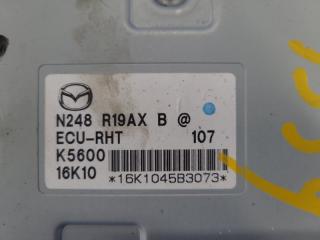 N248 R19AX B @
ECU-RHT 107
K5600
16K10 *16K1045B3073*